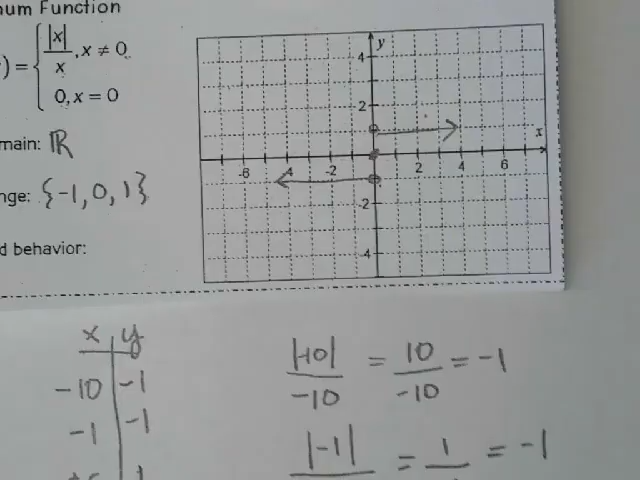 num Function
) = { |x|/x , x ≠ 0
0, x = 0
main: ℝ
nge: {-1, 0, 1}
d behavior:
y
x
4
2
-6 -4 -2 2 4 6
-2
-4
x y
-10 -1
-1 -1
|-10|/-10 = 10/-10 = -1
|-1| = 1 = -1